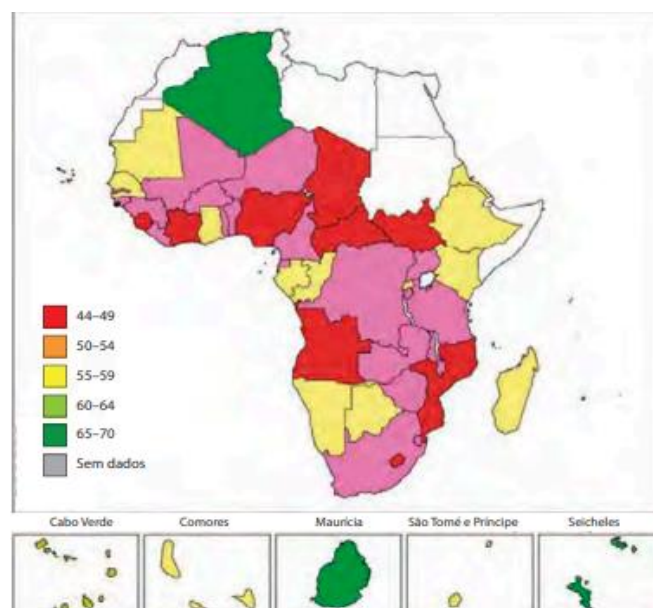 44–49
50–54
55–59
60–64
65–70
Sem dados
Cabo Verde
Comores
Maurícia
São Tomé e Príncipe
Seicheles